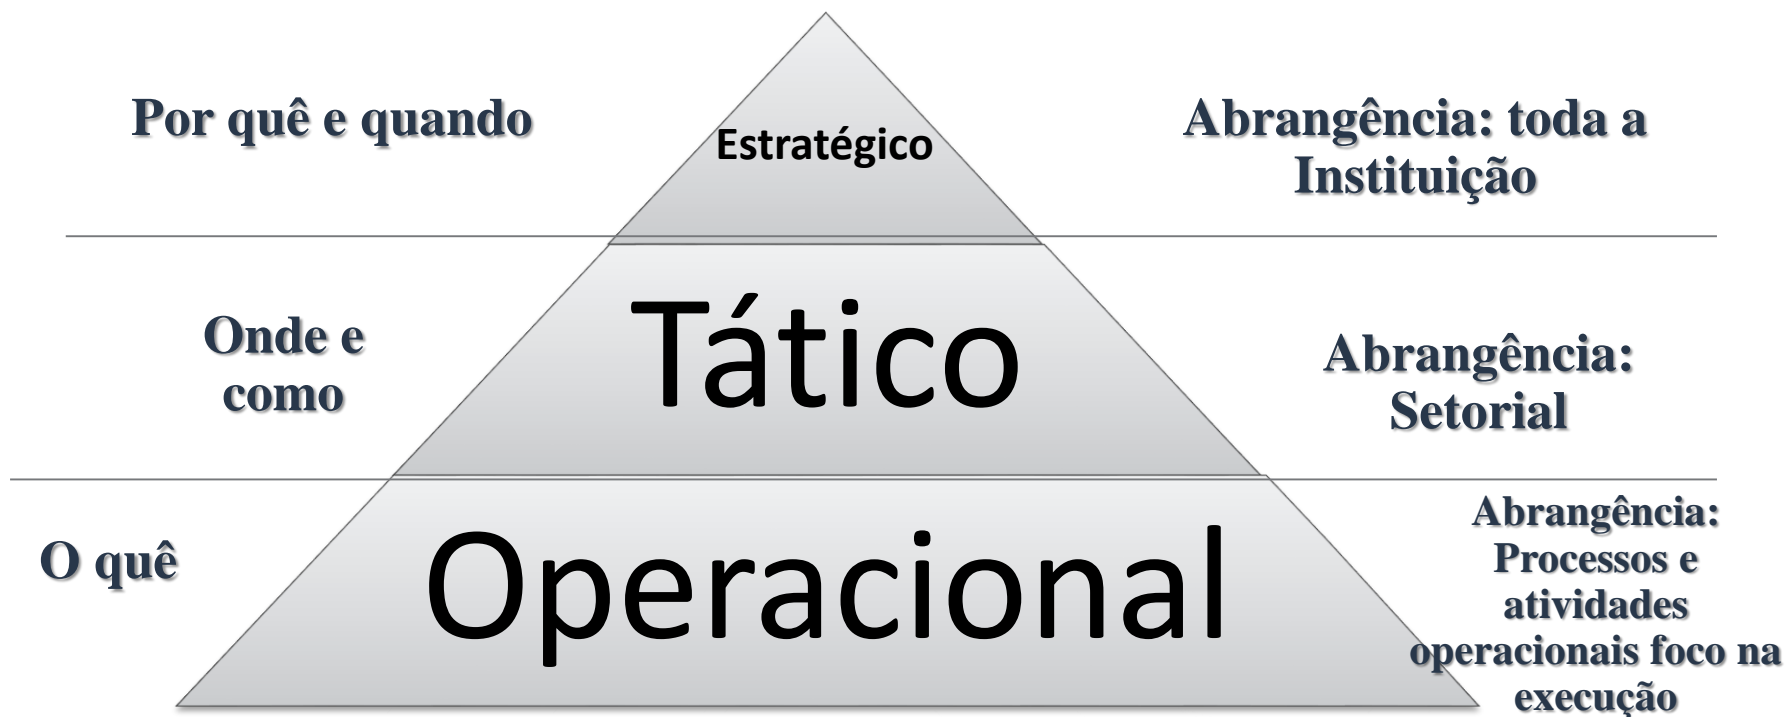 Por quê e quando
Estratégico
Abrangência: toda a
Instituição
Onde e
como
Tático
Abrangência:
Setorial
O quê
Operacional
Abrangência:
Processos e
atividades
operacionais foco na
execução